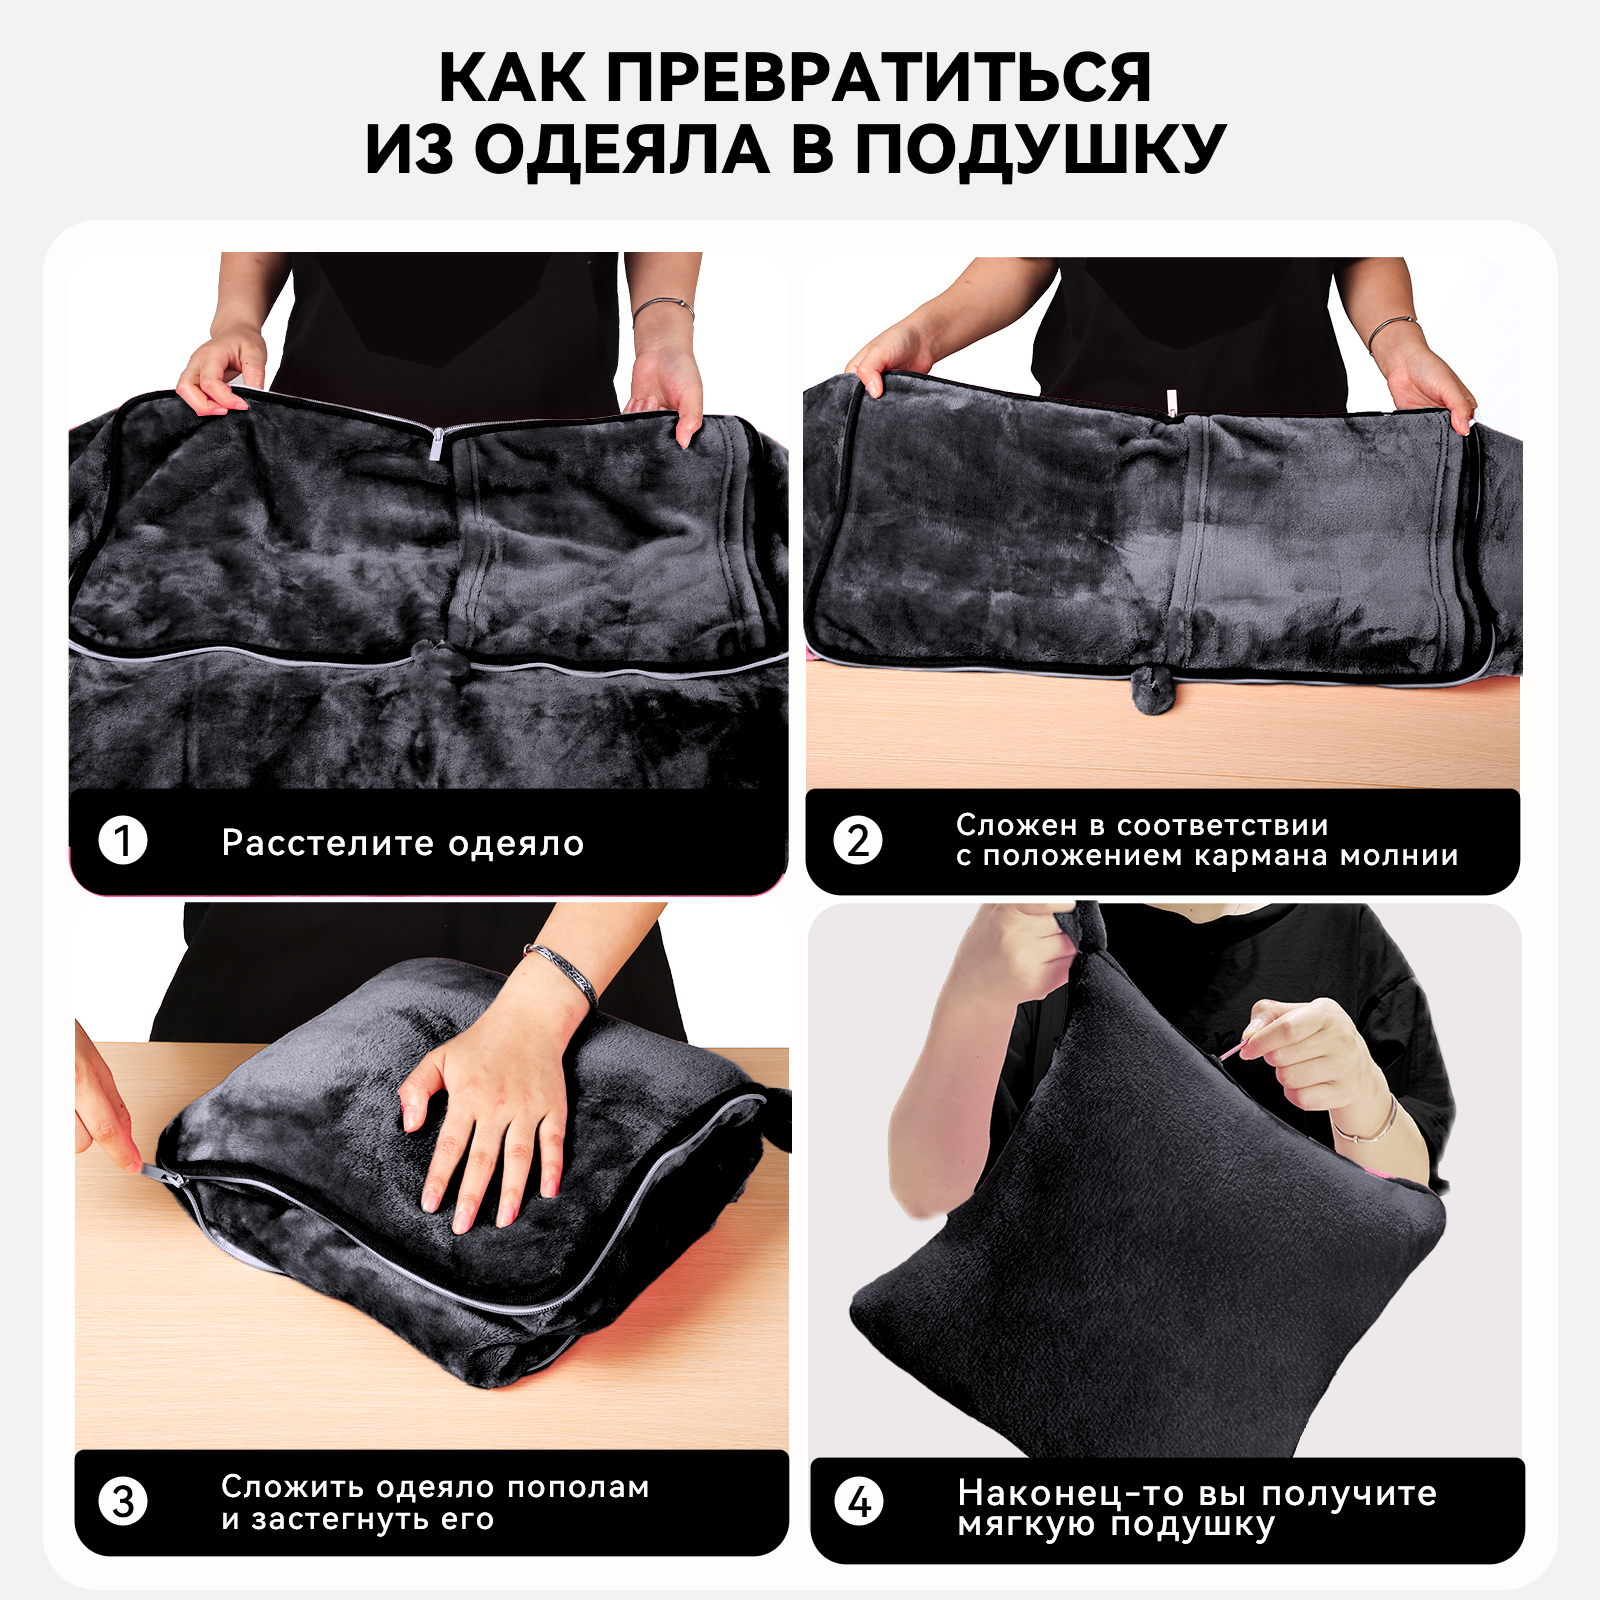 КАК ПРЕВРАТИТЬСЯ
ИЗ ОДЕЯЛА В ПОДУШКУ
1 Расстелите одеяло
2 Сложен в соответствии
с положением кармана молнии
3 Сложить одеяло пополам
и застегнуть его
4 Наконец-то вы получите
мягкую подушку